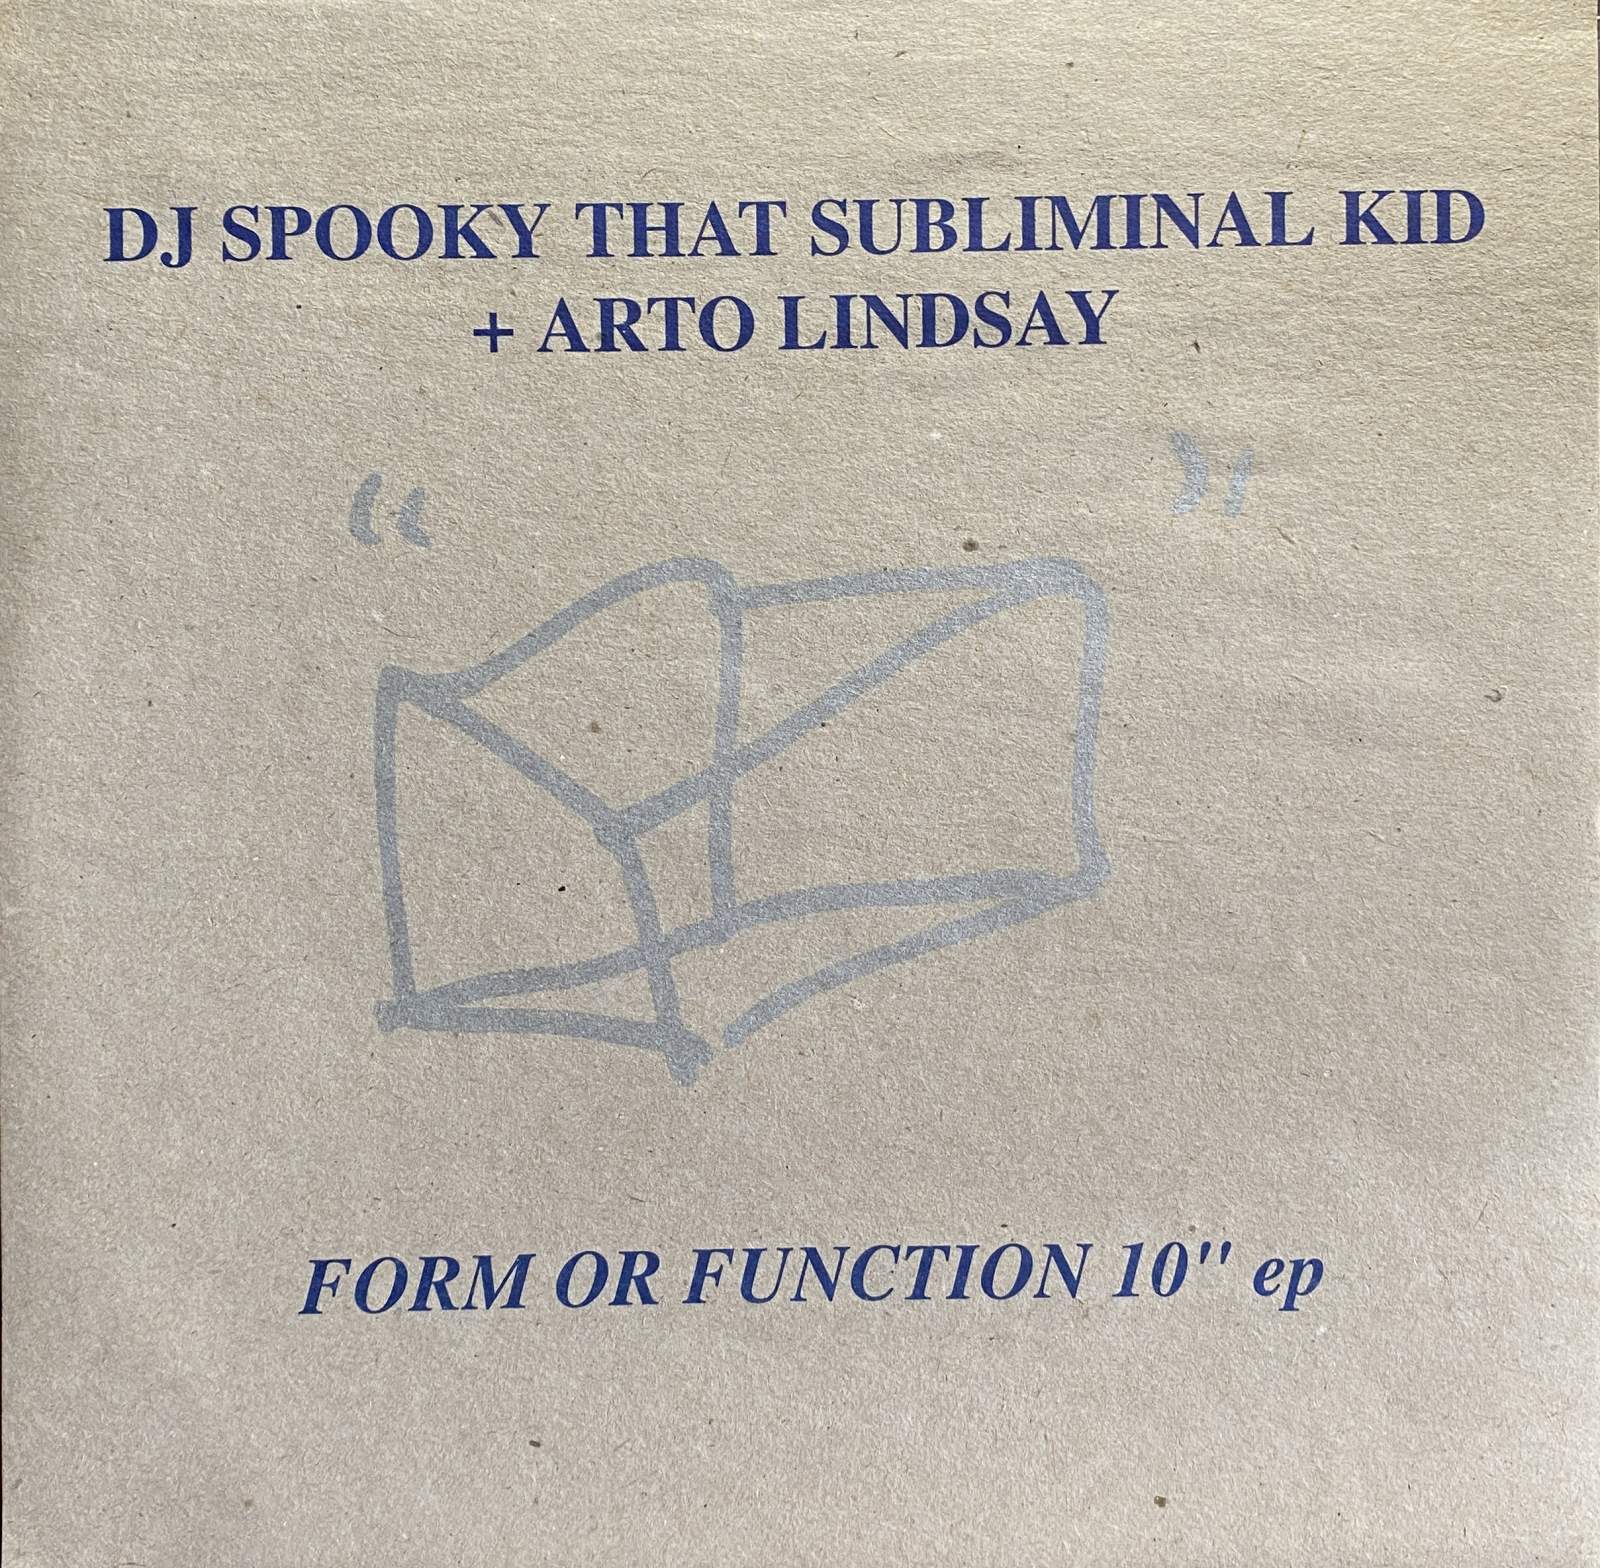 DJ SPOOKY THAT SUBLIMINAL KID
+ ARTO LINDSAY
“ ”
FORM OR FUNCTION 10" ep